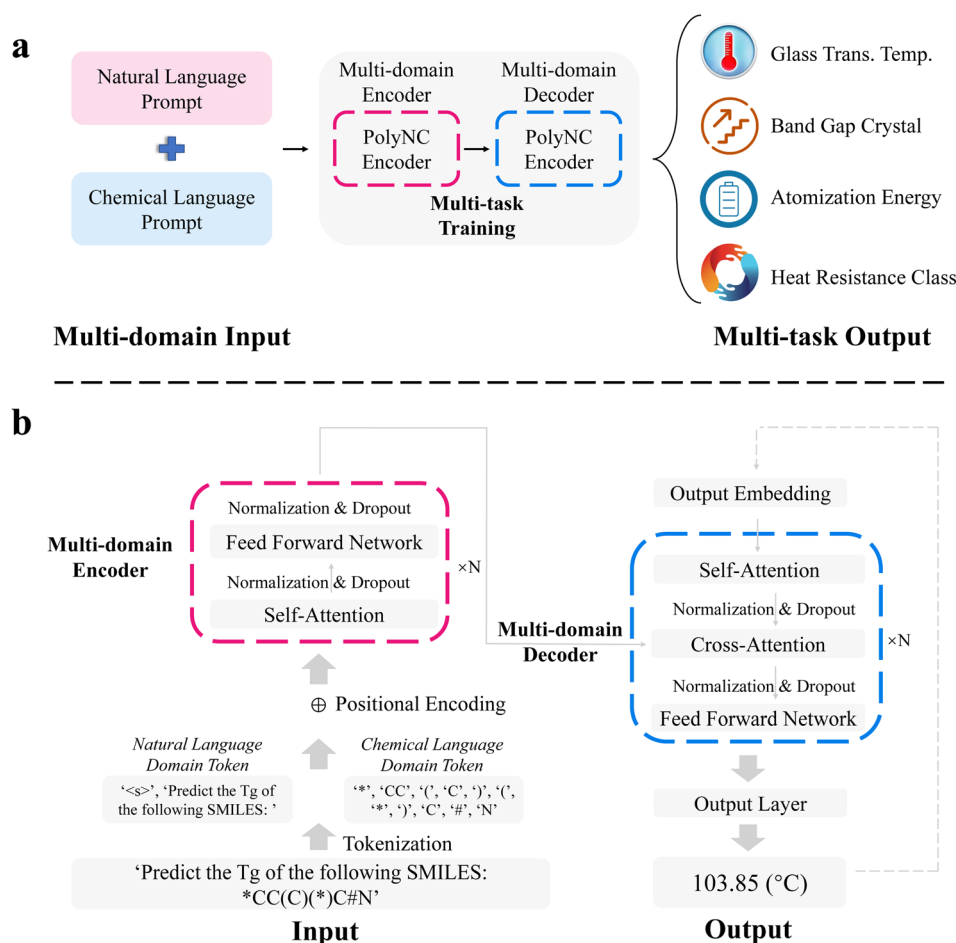 a
Natural Language
Prompt
Chemical Language
Prompt
Multi-domain
Encoder
Multi-domain
Decoder
PolyNC
Encoder
PolyNC
Encoder
Multi-task
Training
Glass Trans. Temp.
Band Gap Crystal
Atomization Energy
Heat Resistance Class
Multi-domain Input
Multi-task Output
b
Multi-domain
Encoder
Normalization & Dropout
Feed Forward Network
Normalization & Dropout
Self-Attention
×N
⊕ Positional Encoding
Natural Language
Domain Token
‘<s>’, ‘Predict the Tg of
the following SMILES: ’
Chemical Language
Domain Token
‘*’, ‘CC’, ‘(’, ‘C’, ‘)’, ‘(’,
‘*’, ‘)’, ‘C’, ‘#’, ‘N’
Tokenization
‘Predict the Tg of the following SMILES:
*CC(C)(*)C#N’
Input
Output Embedding
Multi-domain
Decoder
Self-Attention
Normalization & Dropout
Cross-Attention
Normalization & Dropout
Feed Forward Network
×N
Output Layer
103.85 (°C)
Output